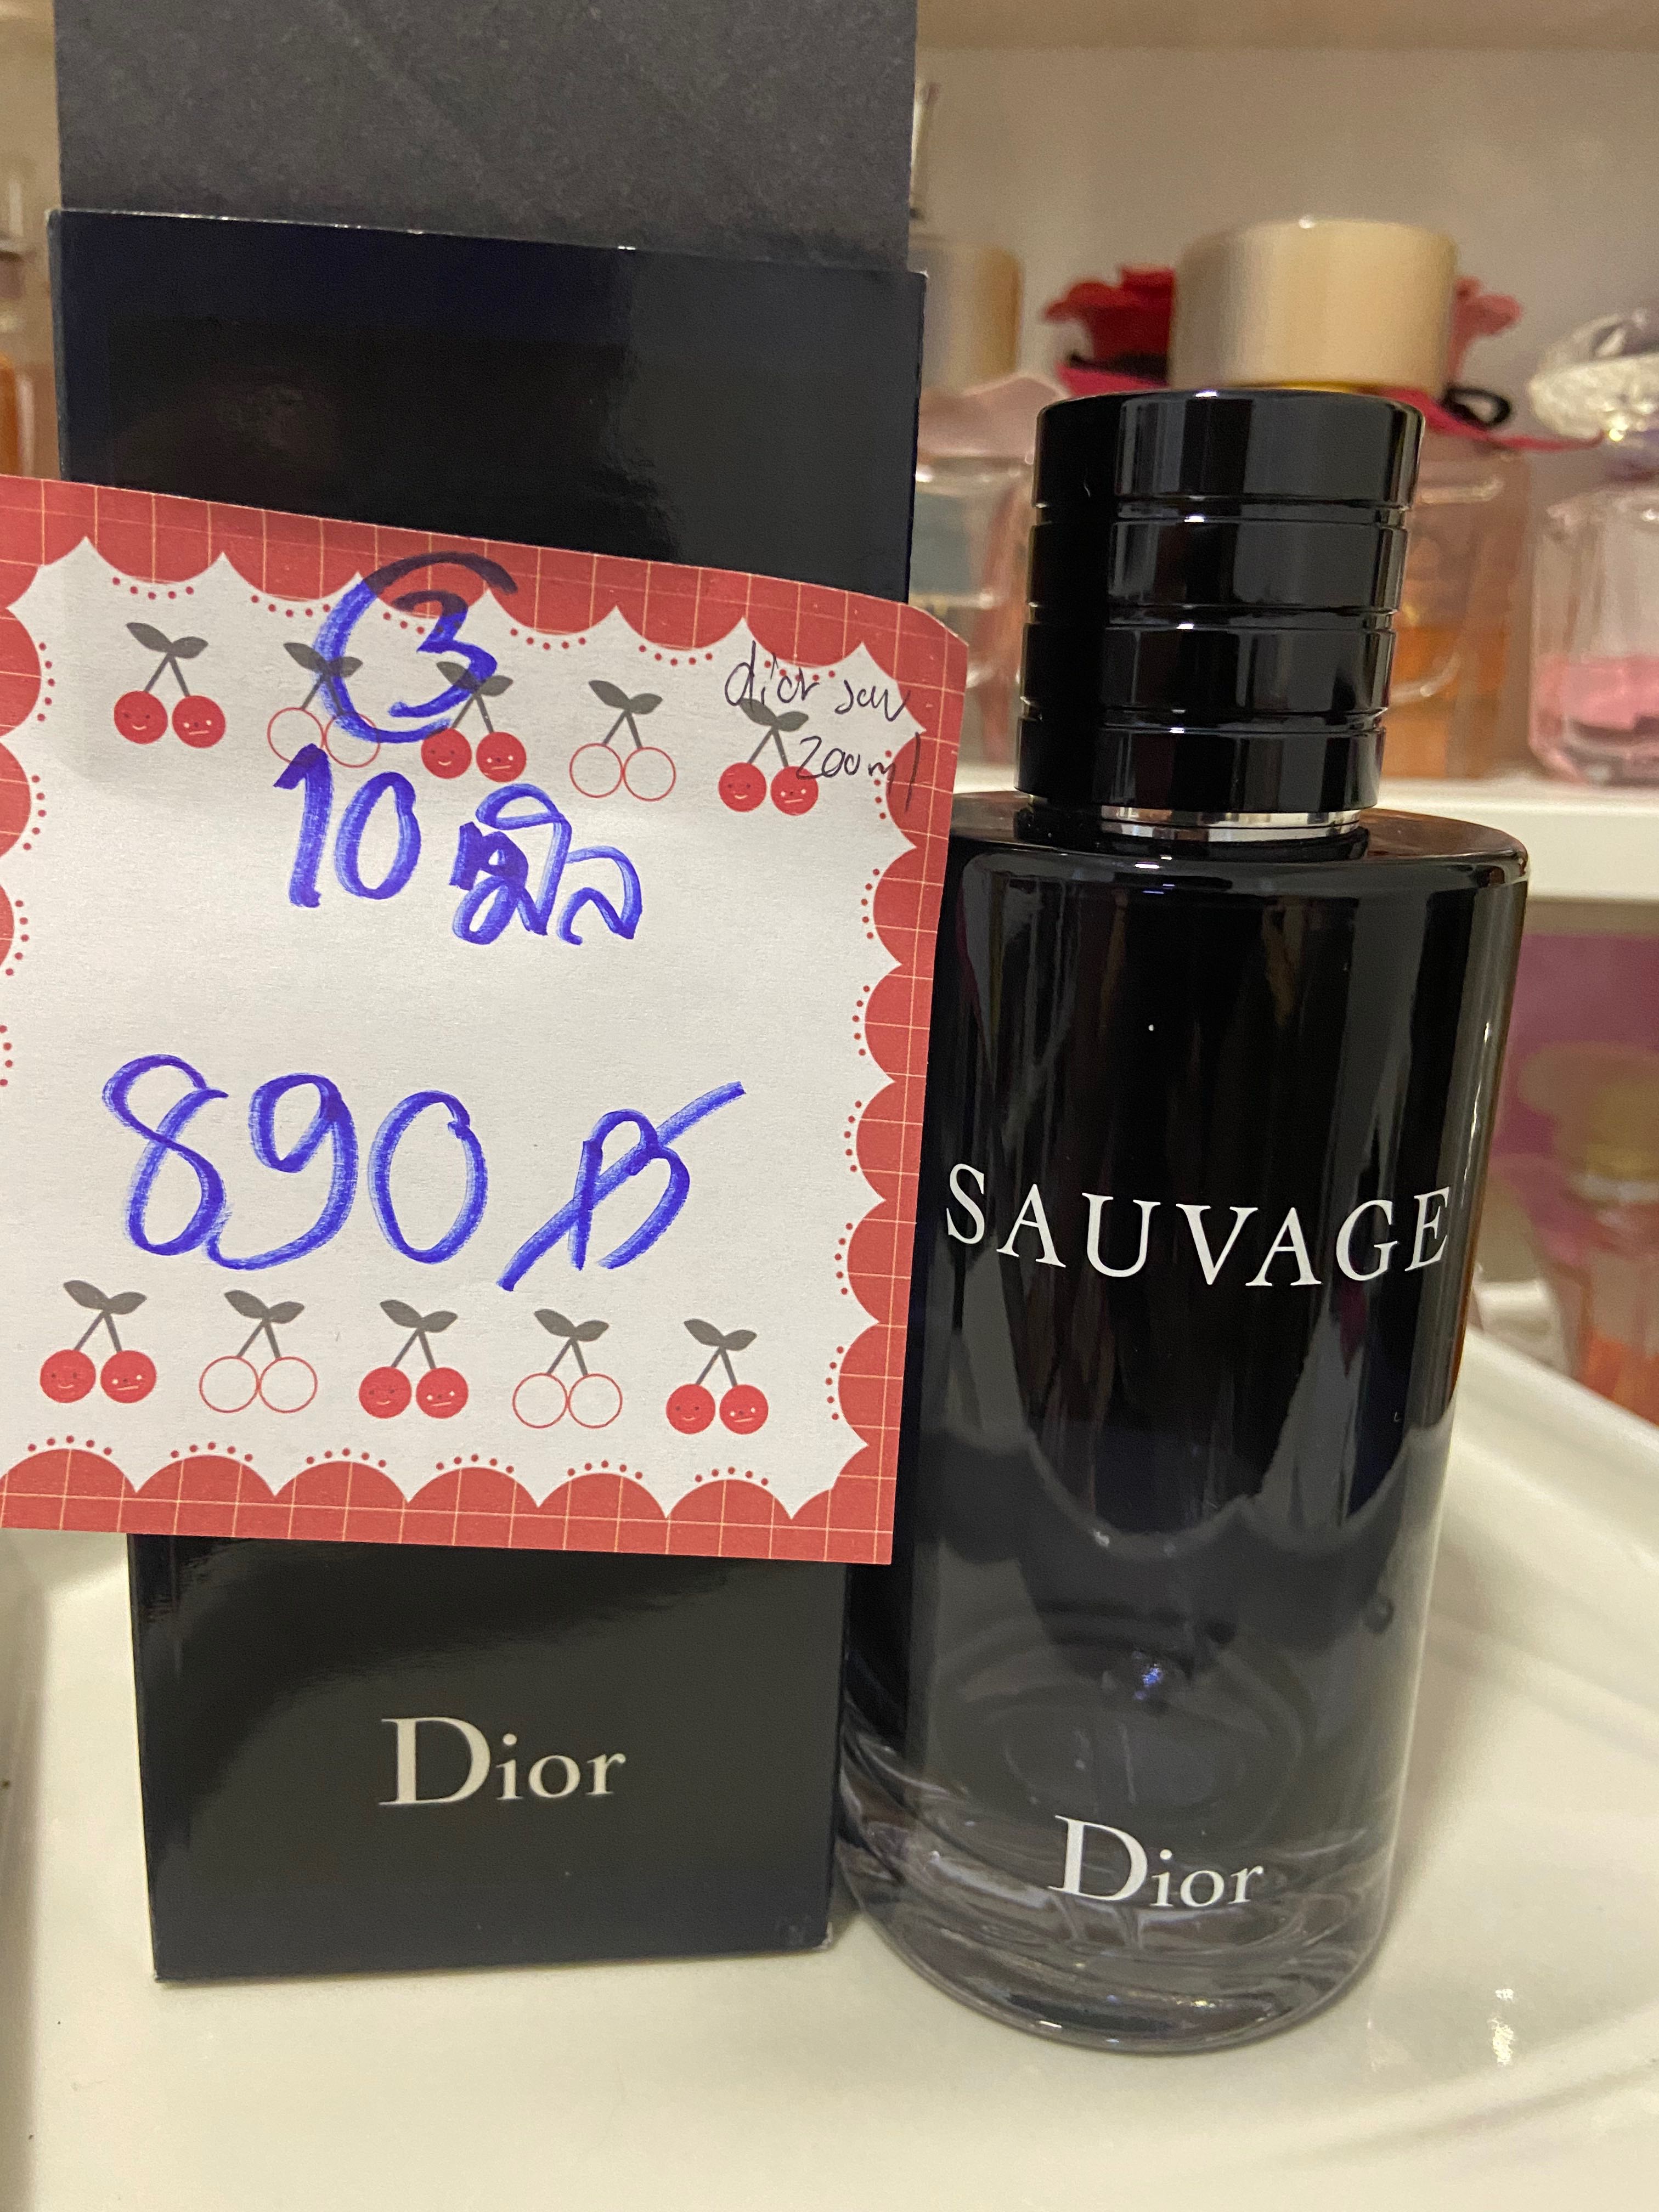 3
dior sav
200ml
10 มิล
890 ฿
SAUVAGE
Dior
Dior